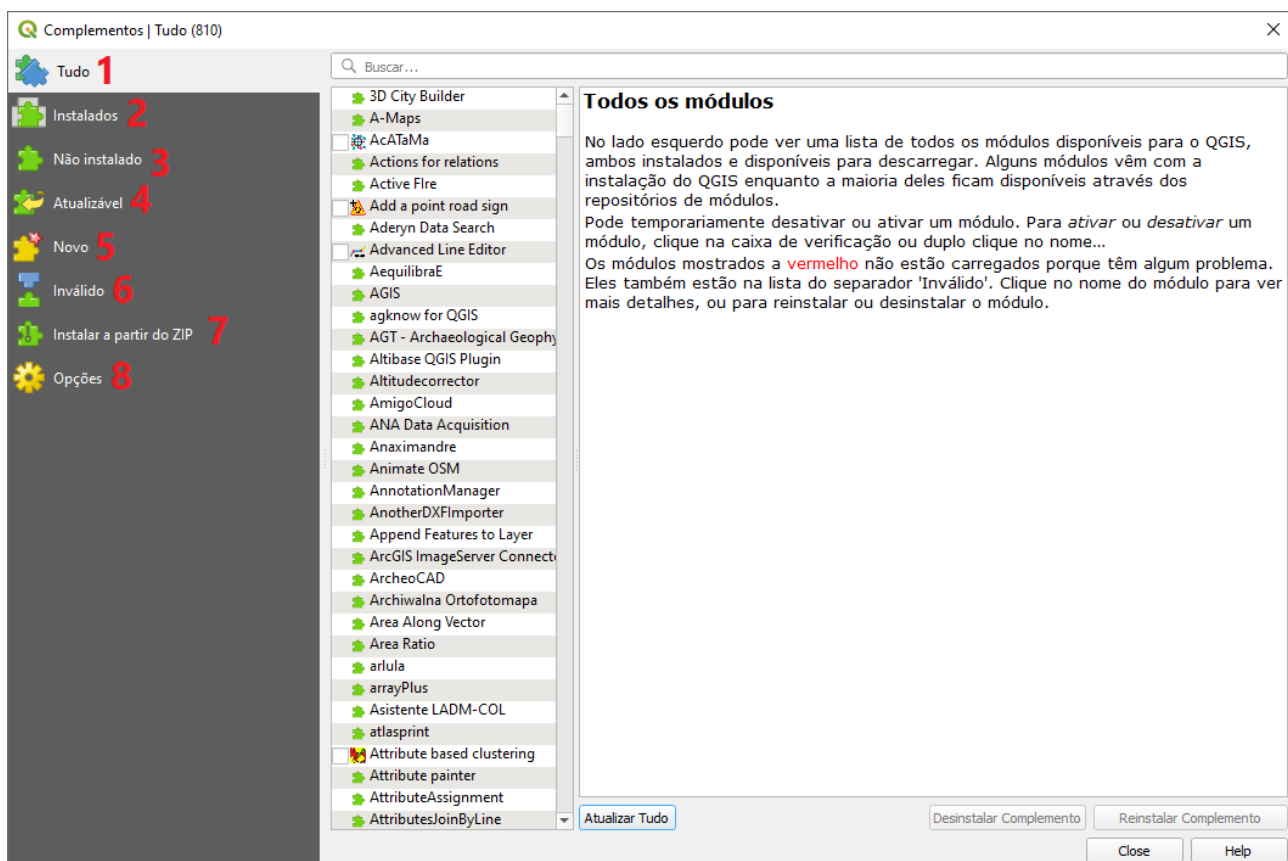 Complementos | Tudo (810)
Tudo 1
Instalados 2
Não instalado 3
Atualizável 4
Novo 5
Inválido 6
Instalar a partir do ZIP 7
Opções 8
Buscar...
3D City Builder
A-Maps
AcATaMa
Actions for relations
Active FIre
Add a point road sign
Aderyn Data Search
Advanced Line Editor
AequilibraE
AGIS
agknow for QGIS
AGT - Archaeological Geophy
Altibase QGIS Plugin
Altitudecorrector
AmigoCloud
ANA Data Acquisition
Anaximandre
Animate OSM
AnnotationManager
AnotherDXFImporter
Append Features to Layer
ArcGIS ImageServer Connect
ArcheoCAD
Archiwalna Ortofotomapa
Area Along Vector
Area Ratio
arlula
arrayPlus
Asistente LADM-COL
atlasprint
Attribute based clustering
Attribute painter
AttributeAssignment
AttributesJoinByLine
Todos os módulos
No lado esquerdo pode ver uma lista de todos os módulos disponíveis para o QGIS,
ambos instalados e disponíveis para descarregar. Alguns módulos vêm com a
instalação do QGIS enquanto a maioria deles ficam disponíveis através dos
repositórios de módulos.
Pode temporariamente desativar ou ativar um módulo. Para ativar ou desativar um
módulo, clique na caixa de verificação ou duplo clique no nome...
Os módulos mostrados a vermelho não estão carregados porque têm algum problema.
Eles também estão na lista do separador 'Inválido'. Clique no nome do módulo para ver
mais detalhes, ou para reinstalar ou desinstalar o módulo.
Atualizar Tudo
Desinstalar Complemento
Reinstalar Complemento
Close
Help